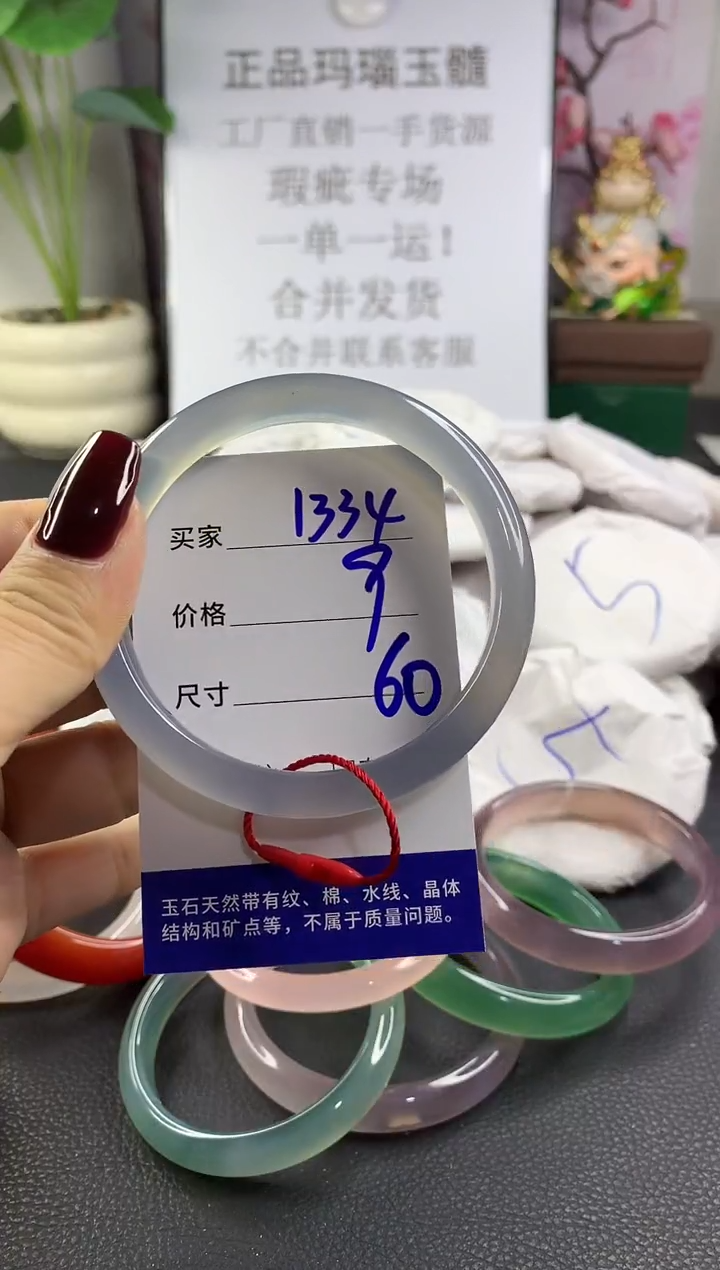 正品玛瑙玉髓
工厂直销一手货源
瑕疵专场
一单一运！
合并发货
不合并联系客服
买家 1334
价格
尺寸 60
玉石天然带有纹、棉、水线、晶体
结构和矿点等，不属于质量问题。
5